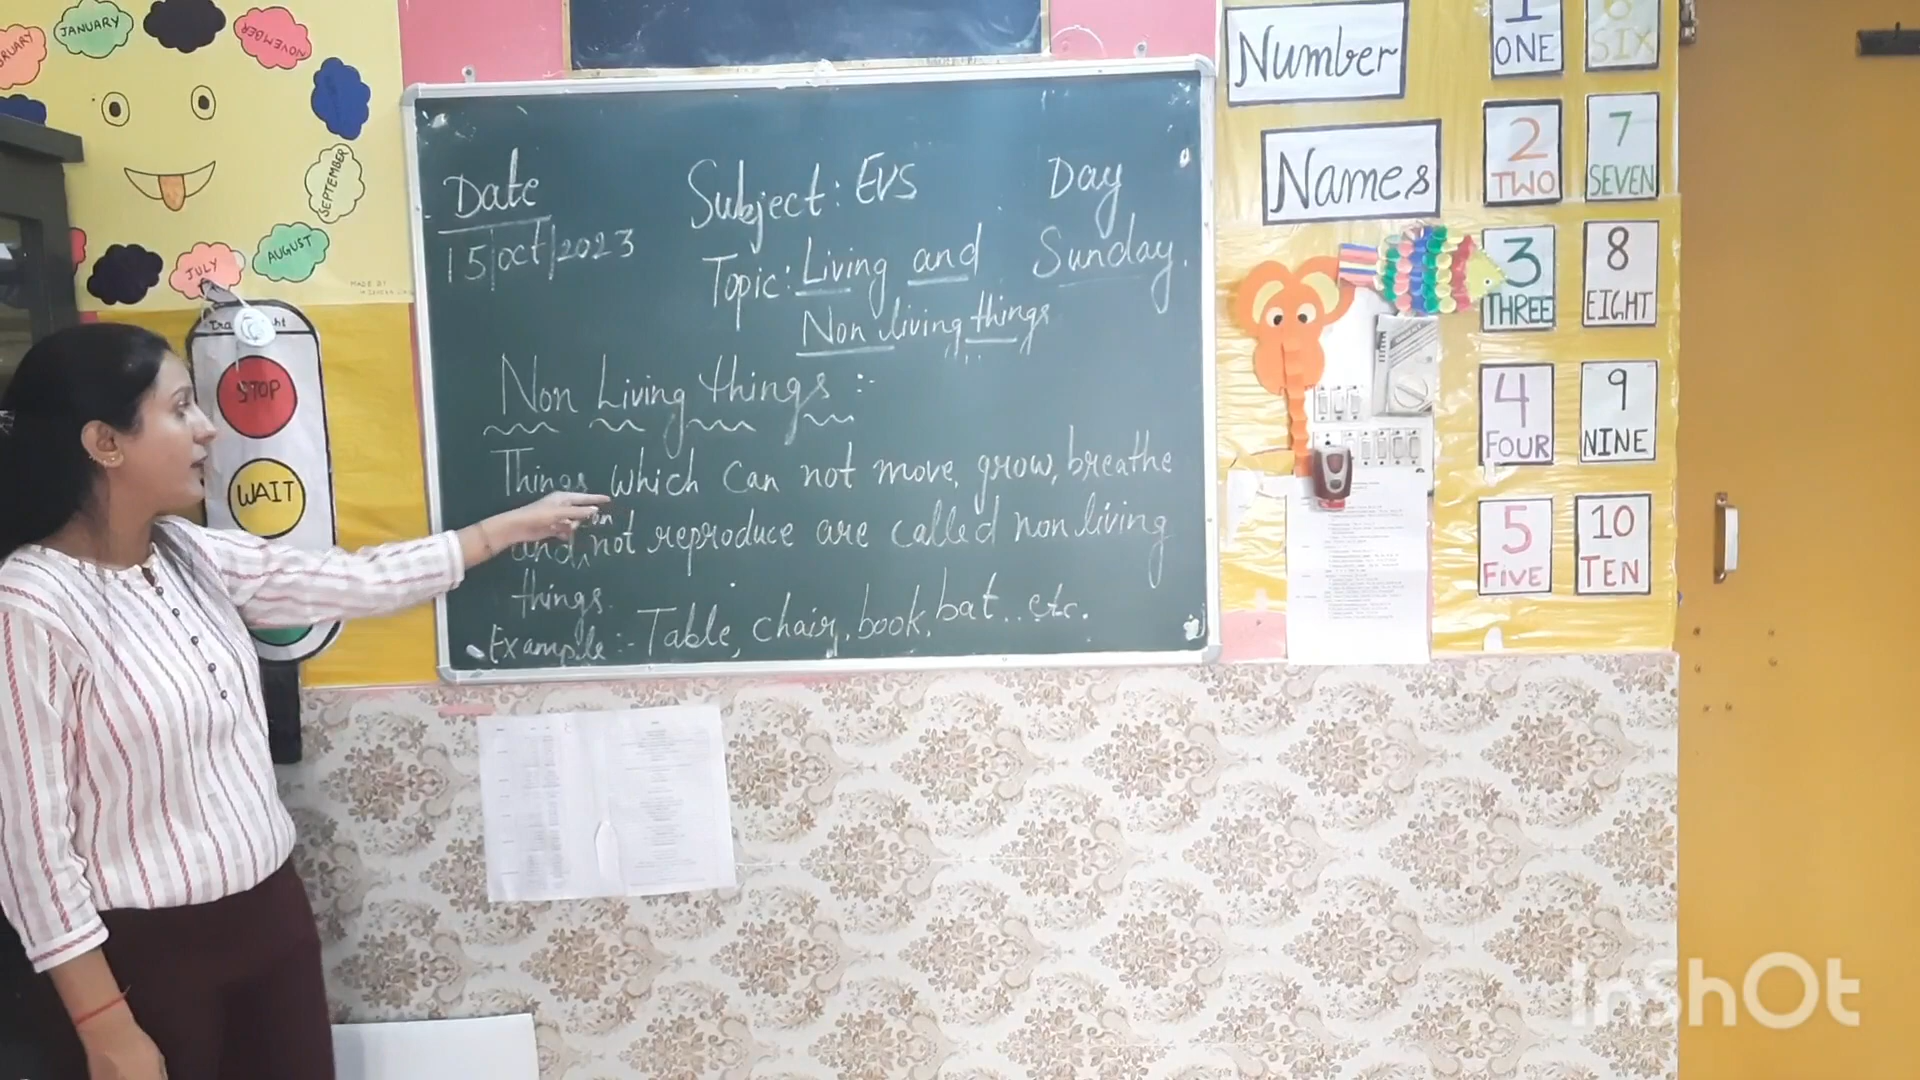 JANUARY
NOVEMBER
SEPTEMBER
AUGUST
JULY
MADE BY
STOP
WAIT
Date
15|oct|2023
Subject: EVS
Topic: Living and
Non living things
Day
Sunday.
Non Living things :-
Things which can not move, grow, breathe
and can not reproduce are called non living
things.
Example :- Table, chair, book, bat .. etc.
Number
Names
1
ONE
6
SIX
2
TWO
7
SEVEN
3
THREE
8
EIGHT
4
FOUR
9
NINE
5
FIVE
10
TEN
InShOt